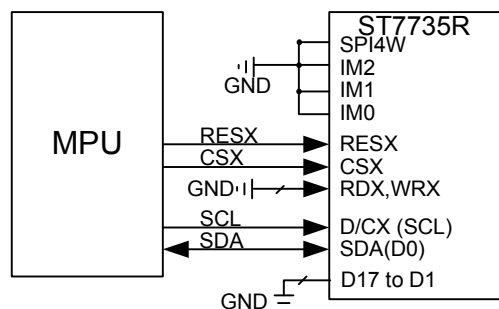 ST7735R
SPI4W
IM2
GND
IM1
IM0
MPU
RESX
RESX
CSX
CSX
GND
RDX,WRX
SCL
D/CX (SCL)
SDA
SDA(D0)
D17 to D1
GND